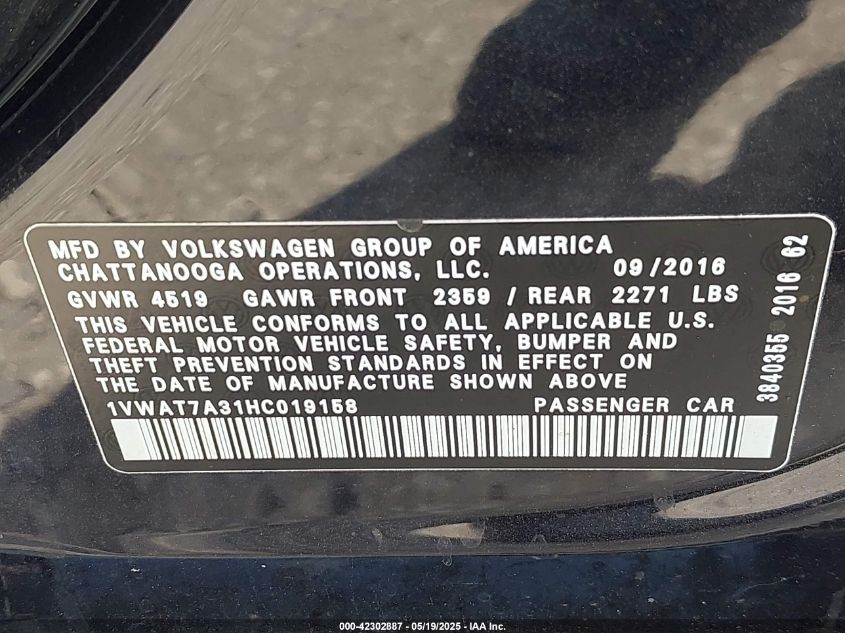 MFD BY VOLKSWAGEN GROUP OF AMERICA
CHATTANOOGA OPERATIONS, LLC. 09/2016
GVWR 4519 GAWR FRONT 2359 / REAR 2271 LBS
THIS VEHICLE CONFORMS TO ALL APPLICABLE U.S.
FEDERAL MOTOR VEHICLE SAFETY, BUMPER AND
THEFT PREVENTION STANDARDS IN EFFECT ON
THE DATE OF MANUFACTURE SHOWN ABOVE
1VWAT7A31HC019158 PASSENGER CAR
3840355 2016 62
000-42302887 - 05/19/2025 - IAA Inc.